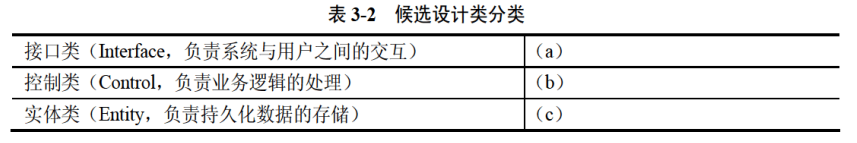 表 3-2 候选设计类分类
接口类（Interface，负责系统与用户之间的交互） （a）
控制类（Control，负责业务逻辑的处理） （b）
实体类（Entity，负责持久化数据的存储） （c）